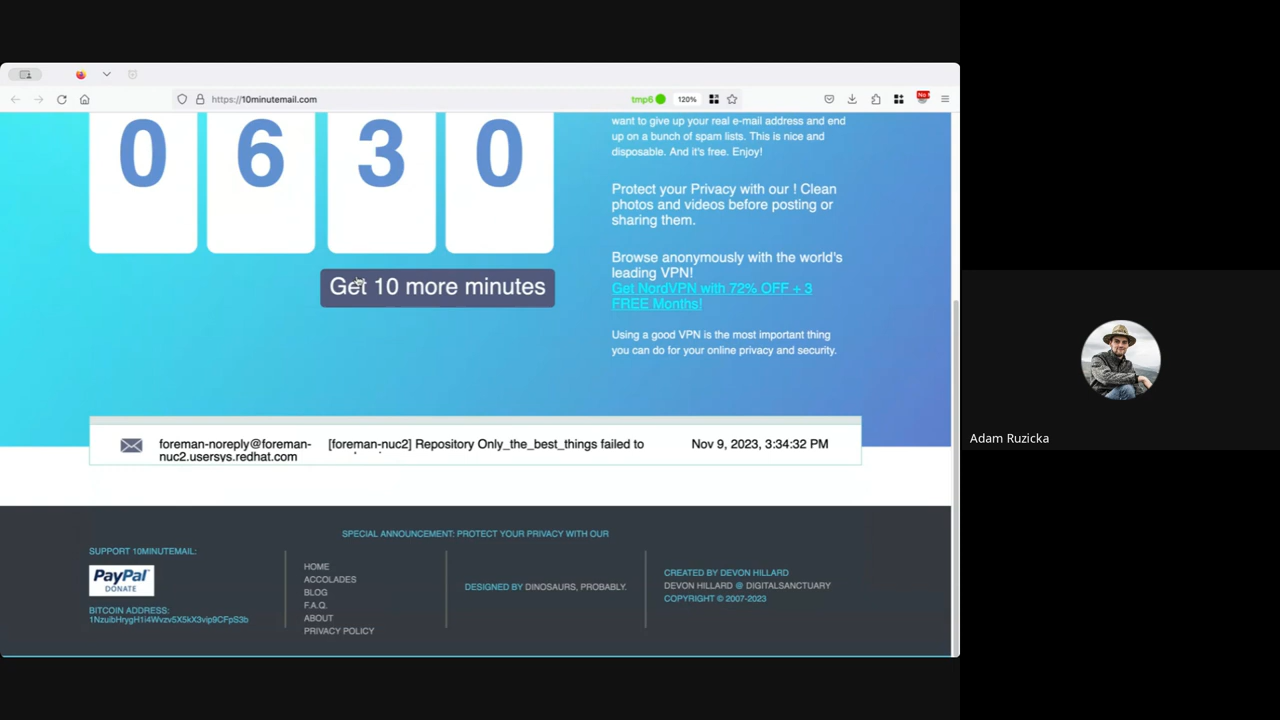 https://10minutemail.com
tmp6
120%
No
0 6 3 0
want to give up your real e-mail address and end
up on a bunch of spam lists. This is nice and
disposable. And it's free. Enjoy!
Protect your Privacy with our ! Clean
photos and videos before posting or
sharing them.
Browse anonymously with the world's
leading VPN!
Get NordVPN with 72% OFF + 3
FREE Months!
Using a good VPN is the most important thing
you can do for your online privacy and security.
Get 10 more minutes
foreman-noreply@foreman-
nuc2.usersys.redhat.com
[foreman-nuc2] Repository Only_the_best_things failed to
Nov 9, 2023, 3:34:32 PM
SPECIAL ANNOUNCEMENT: PROTECT YOUR PRIVACY WITH OUR
SUPPORT 10MINUTEMAIL:
PayPal
DONATE
BITCOIN ADDRESS:
HOME
ACCOLADES
BLOG
F.A.Q.
ABOUT
PRIVACY POLICY
DESIGNED BY DINOSAURS, PROBABLY.
CREATED BY DEVON HILLARD
DEVON HILLARD @ DIGITALSANCTUARY
COPYRIGHT © 2007-2023
Adam Ruzicka